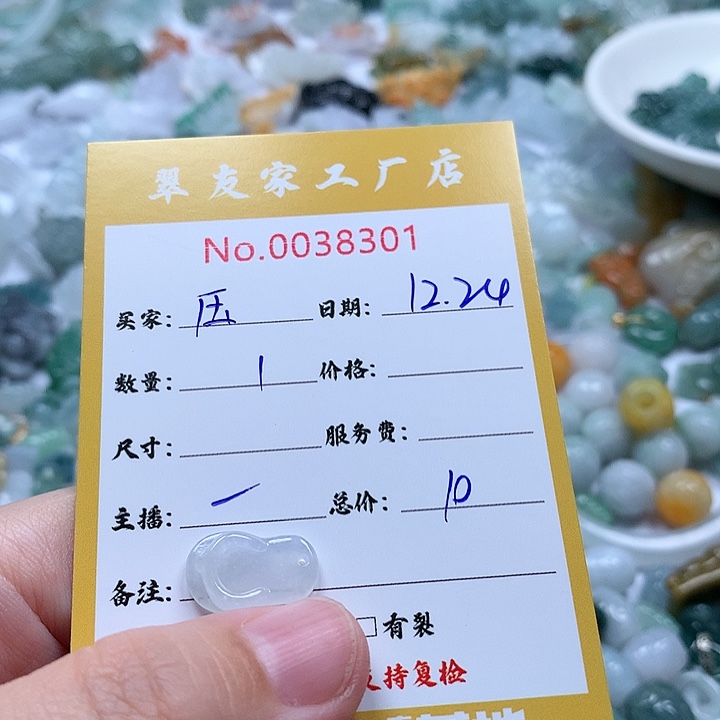 翠友家工厂店
No.0038301
买家: 压 日期: 12.24
数量: 1 价格:
尺寸: 服务费:
主播: 一 总价: 10
备注:
□有裂
支持复检